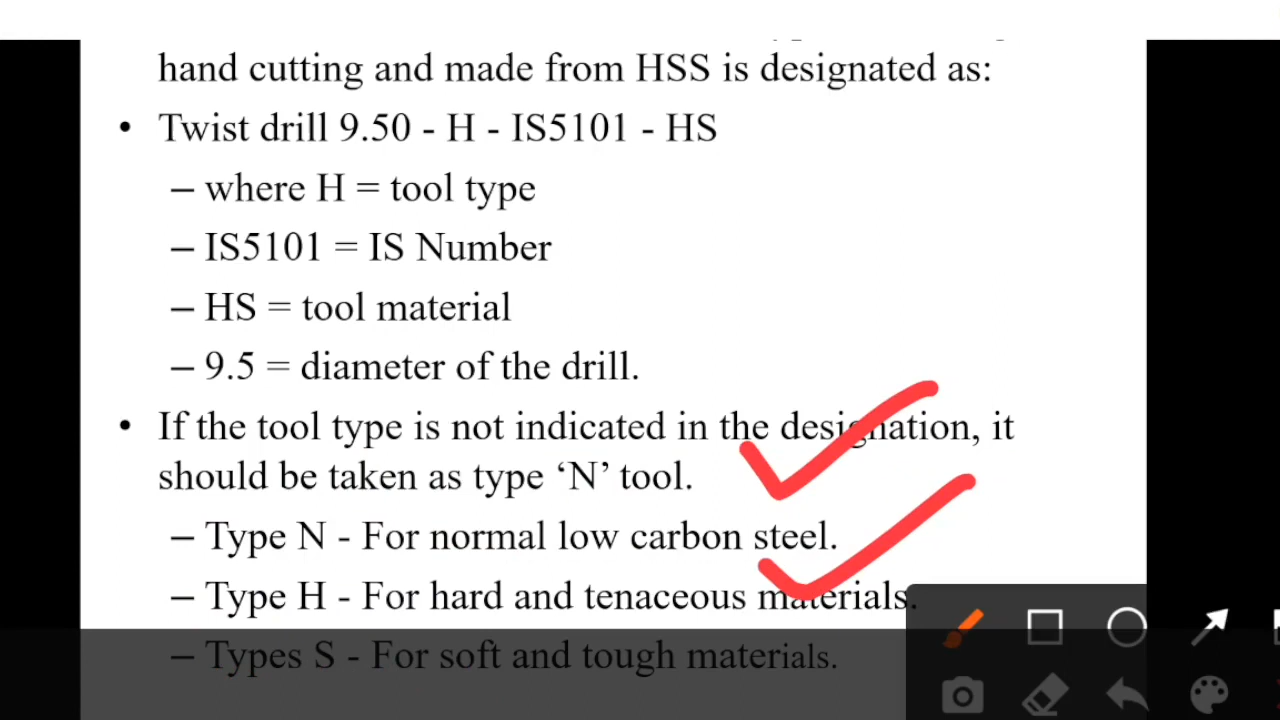 hand cutting and made from HSS is designated as:
• Twist drill 9.50 - H - IS5101 - HS
– where H = tool type
– IS5101 = IS Number
– HS = tool material
– 9.5 = diameter of the drill.
• If the tool type is not indicated in the designation, it
should be taken as type ‘N’ tool.
– Type N - For normal low carbon steel.
– Type H - For hard and tenaceous materials.
– Types S - For soft and tough materials.